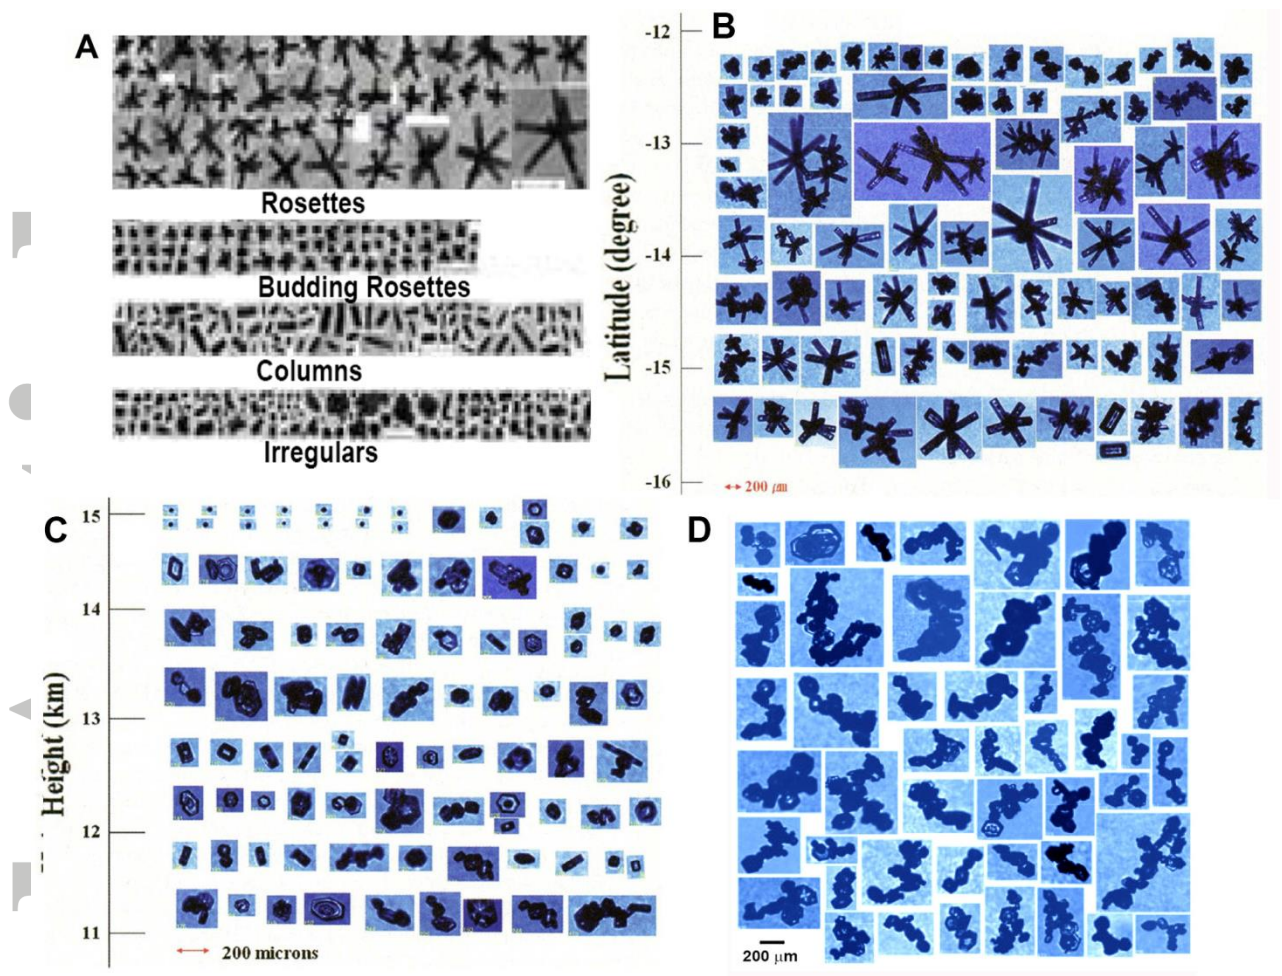 A
Rosettes
Budding Rosettes
Columns
Irregulars
B
Latitude (degree)
-12
-13
-14
-15
-16
200 µm
C
Height (km)
15
14
13
12
11
200 microns
D
200 µm